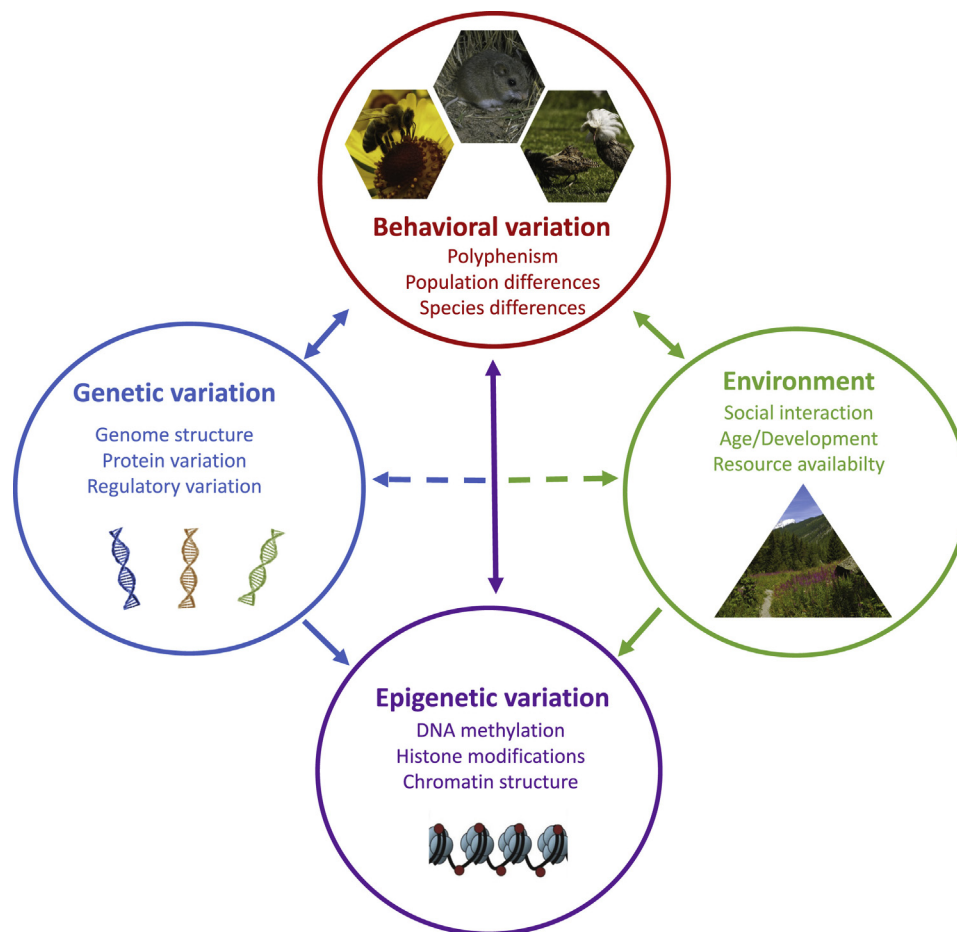 Behavioral variation
Polyphenism
Population differences
Species differences
Genetic variation
Genome structure
Protein variation
Regulatory variation
Environment
Social interaction
Age/Development
Resource availabilty
Epigenetic variation
DNA methylation
Histone modifications
Chromatin structure